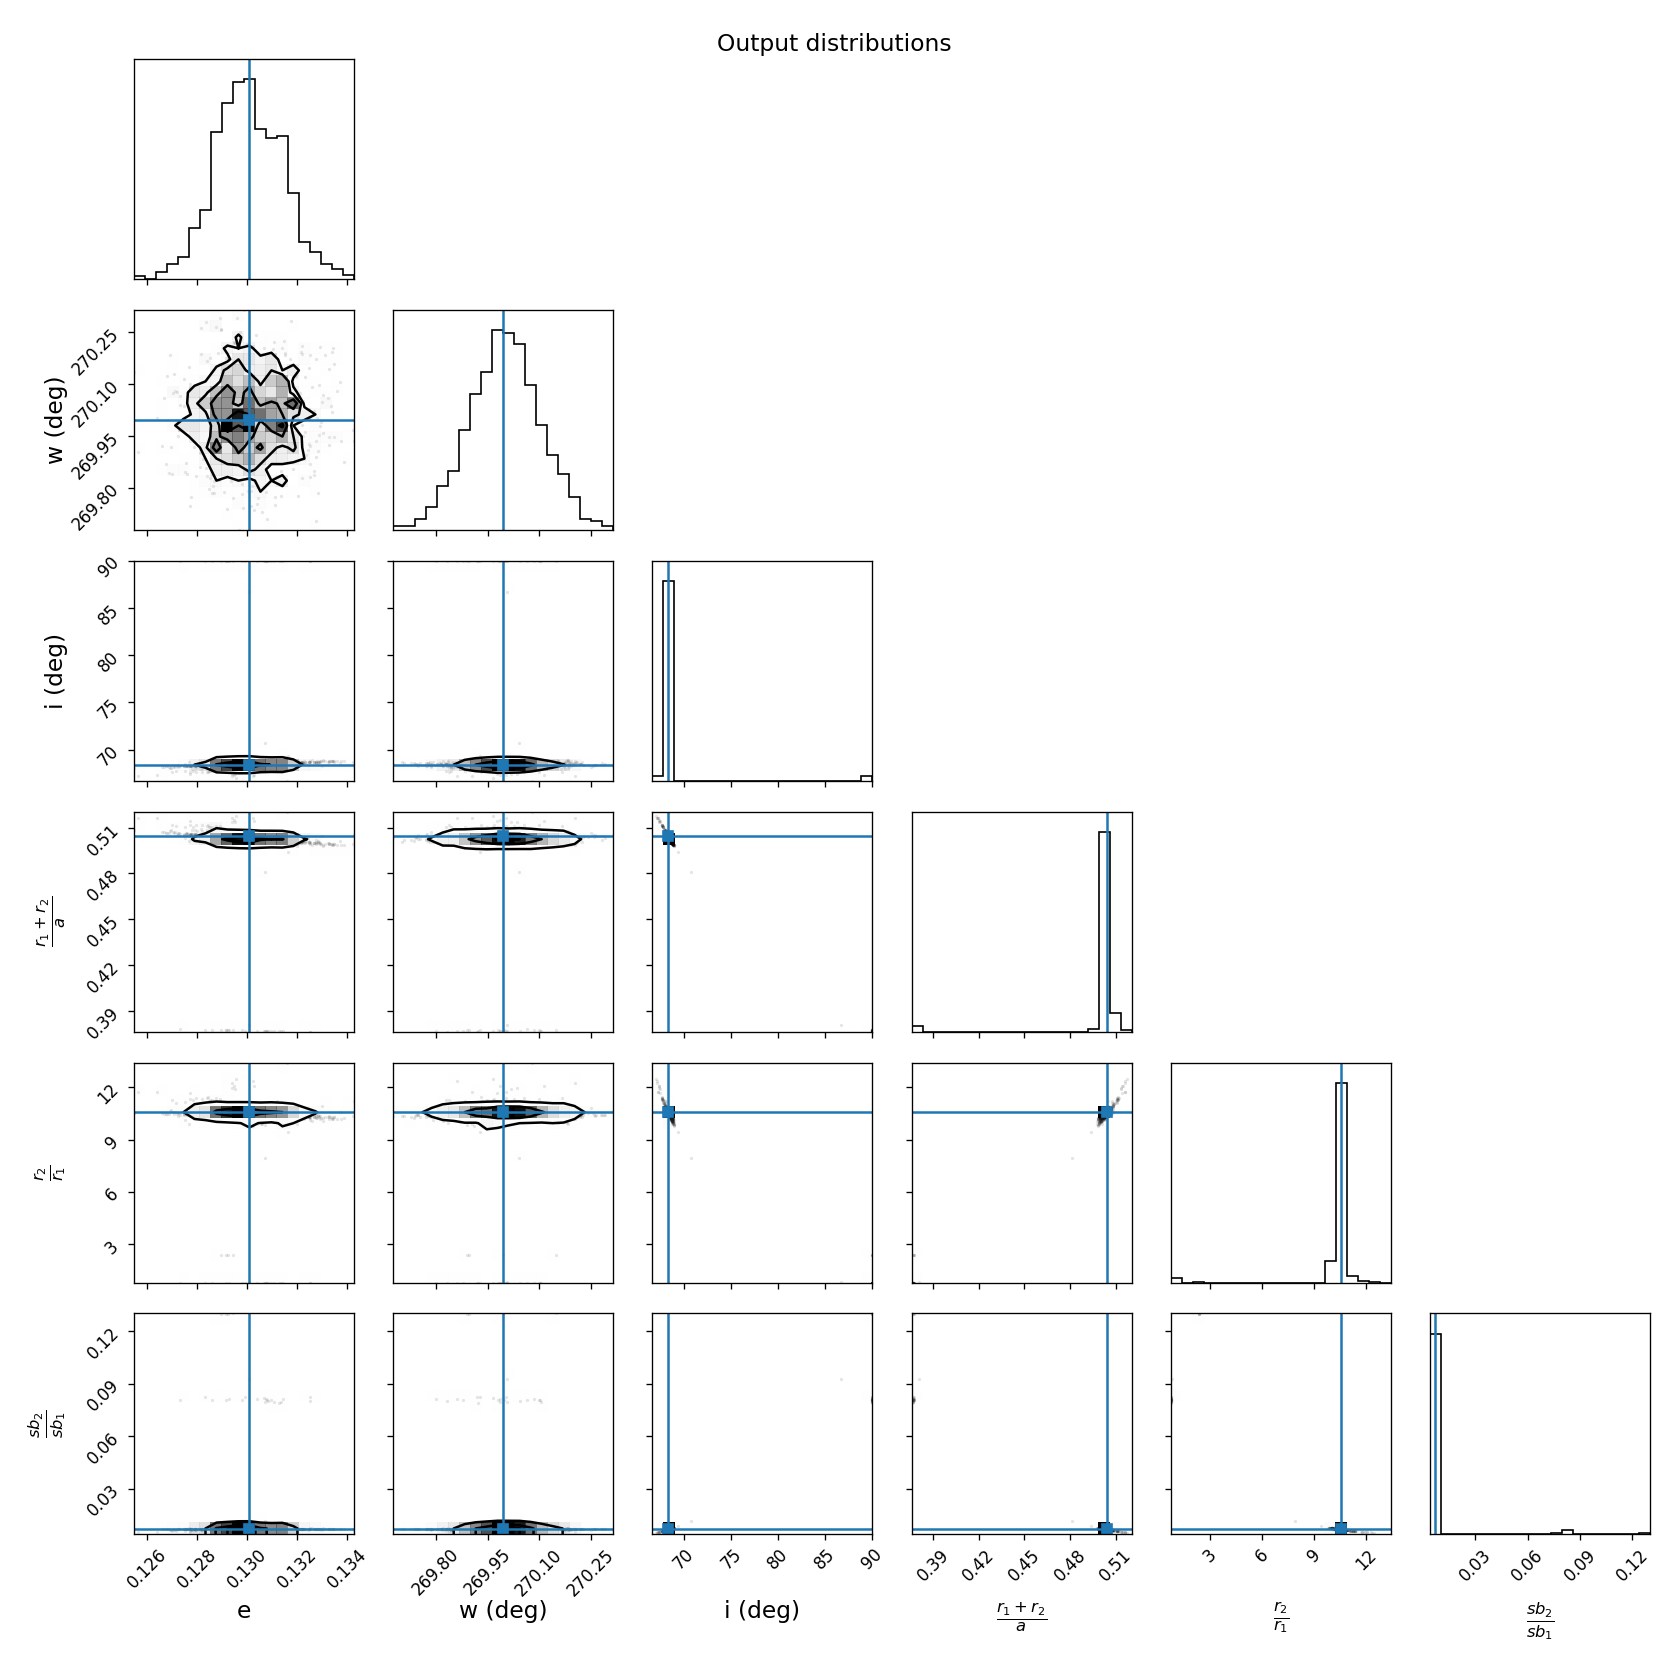 Output distributions
w (deg)
270.25
270.10
269.95
269.80
i (deg)
90
85
80
75
70
r₁ + r₂
a
0.51
0.48
0.45
0.42
0.39
r₂
r₁
12
9
6
3
sb₂
sb₁
0.12
0.09
0.06
0.03
0.126 0.128 0.130 0.132 0.134 269.80 269.95 270.10 270.25 70 75 80 85 90 0.39 0.42 0.45 0.48 0.51 3 6 9 12 0.03 0.06 0.09 0.12
e w (deg) i (deg)
r₁ + r₂ r₂ sb₂
a r₁ sb₁